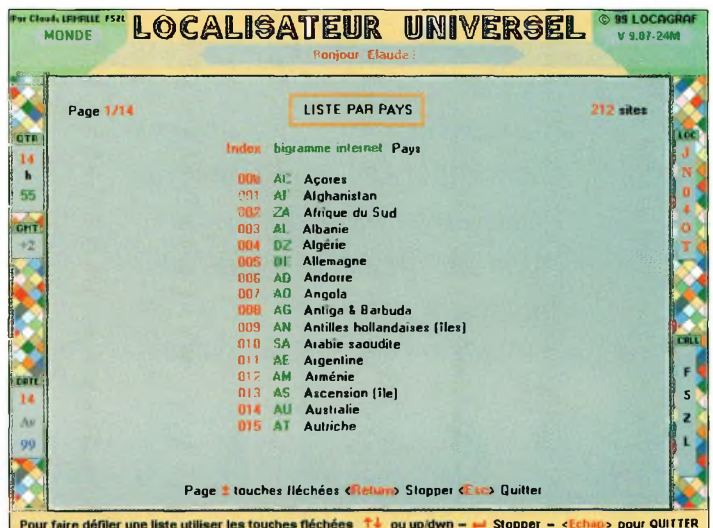 Par Claude LAMAILLE F5ZL
MONDE
LOCALISATEUR UNIVERSEL
Bonjour Claude !
© 99 LOCAGRAF
V 9.07-24M
Page 1/14
LISTE PAR PAYS
212 sites
Index bigramme internet Pays
000 AC Açores
001 AF Afghanistan
002 ZA Afrique du Sud
003 AL Albanie
004 DZ Algérie
005 DE Allemagne
006 AD Andorre
007 AO Angola
008 AG Antiga & Barbuda
009 AN Antilles hollandaises (îles)
010 SA Arabie saoudite
011 AE Argentine
012 AM Arménie
013 AS Ascension (île)
014 AU Australie
015 AT Autriche
Page ± touches fléchées <Return> Stopper <Esc> Quitter
14
h
55
GMT
+2
DATE
14
Av
99
LOC
J
N
0
4
O
T
CALL
F
5
Z
L
Pour faire défiler une liste utiliser les touches fléchées ↑↓ ou up/dwn - ↵ Stopper - <Echap> pour QUITTER